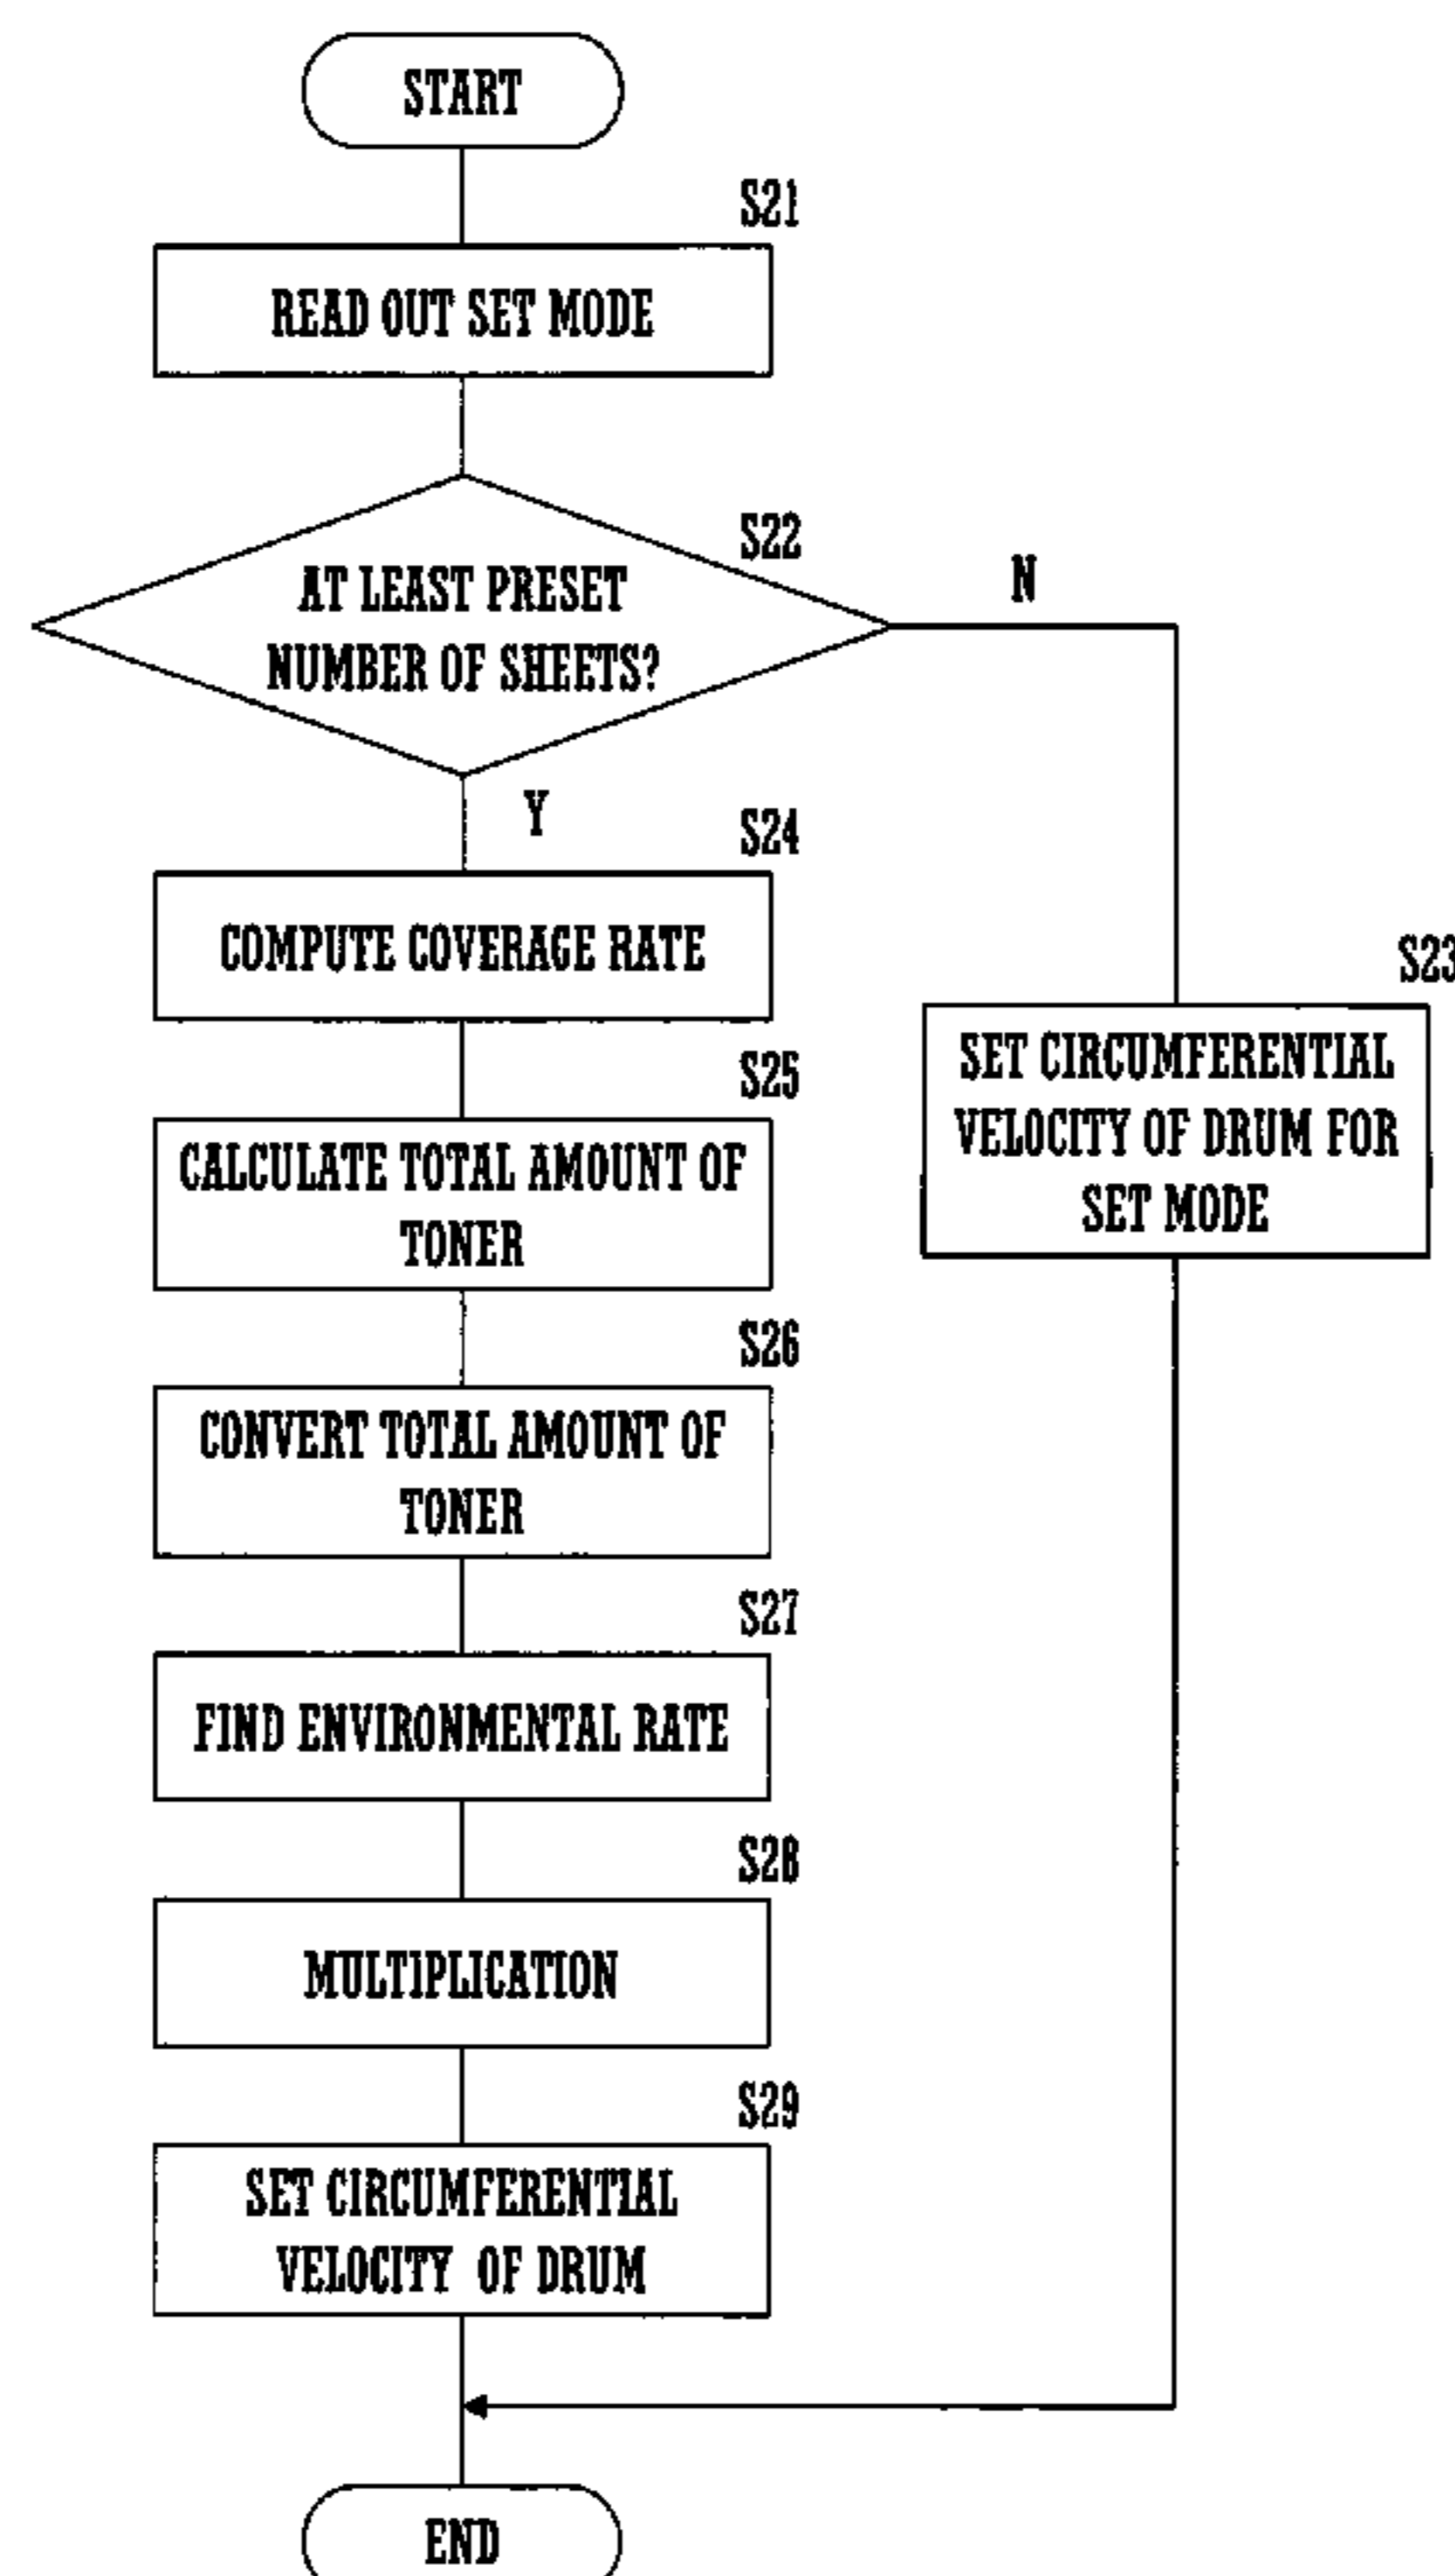 START
S21
READ OUT SET MODE
S22
AT LEAST PRESET
NUMBER OF SHEETS?
N
Y
S24
COMPUTE COVERAGE RATE
S23
SET CIRCUMFERENTIAL
VELOCITY OF DRUM FOR
SET MODE
S25
CALCULATE TOTAL AMOUNT OF
TONER
S26
CONVERT TOTAL AMOUNT OF
TONER
S27
FIND ENVIRONMENTAL RATE
S28
MULTIPLICATION
S29
SET CIRCUMFERENTIAL
VELOCITY OF DRUM
END